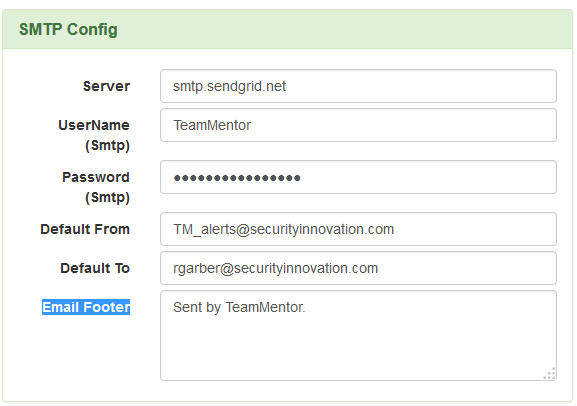 SMTP Config
Server smtp.sendgrid.net
UserName (Smtp) TeamMentor
Password (Smtp) ●●●●●●●●●●●●●●●●
Default From TM_alerts@securityinnovation.com
Default To rgarber@securityinnovation.com
Email Footer Sent by TeamMentor.